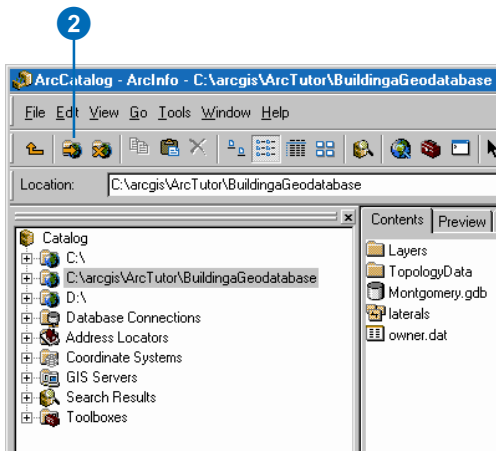 2
ArcCatalog - ArcInfo - C:\arcgis\ArcTutor\BuildingaGeodatabase
File Edit View Go Tools Window Help
Location: C:\arcgis\ArcTutor\BuildingaGeodatabase
Contents Preview
Catalog
C:\
C:\arcgis\ArcTutor\BuildingaGeodatabase
D:\
Database Connections
Address Locators
Coordinate Systems
GIS Servers
Search Results
Toolboxes
Layers
TopologyData
Montgomery.gdb
laterals
owner.dat